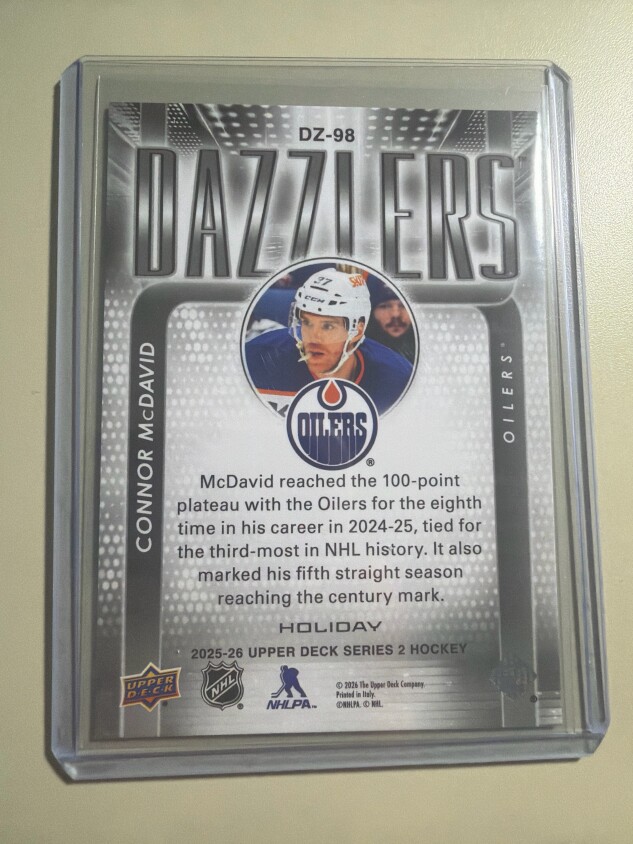 DZ-98
DAZZLERS
97
CCM
CONNOR McDAVID
OILERS®
OILERS
®
McDavid reached the 100-point
plateau with the Oilers for the eighth
time in his career in 2024-25, tied for
the third-most in NHL history. It also
marked his fifth straight season
reaching the century mark.
HOLIDAY
2025-26 UPPER DECK SERIES 2 HOCKEY
UPPER
DECK
NHL
NHLPA™
© 2026 The Upper Deck Company.
Printed in Italy.
©NHLPA. © NHL.